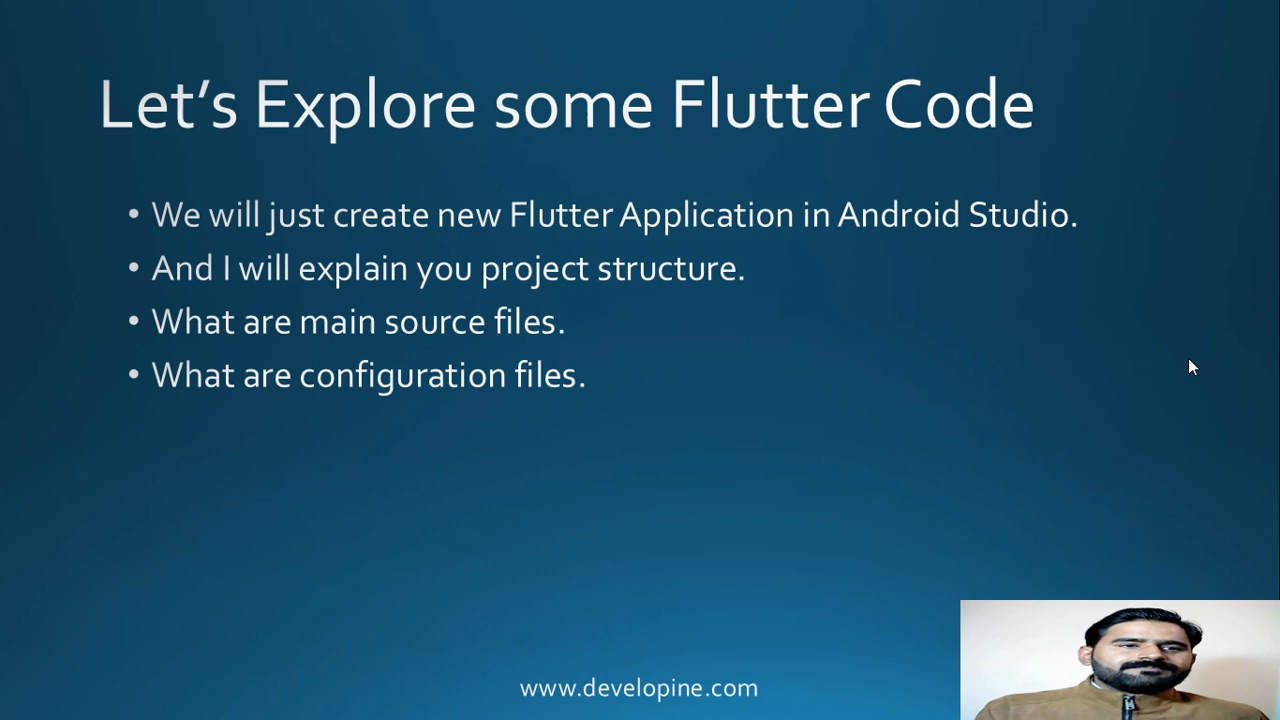 Let’s Explore some Flutter Code
• We will just create new Flutter Application in Android Studio.
• And I will explain you project structure.
• What are main source files.
• What are configuration files.
www.developine.com